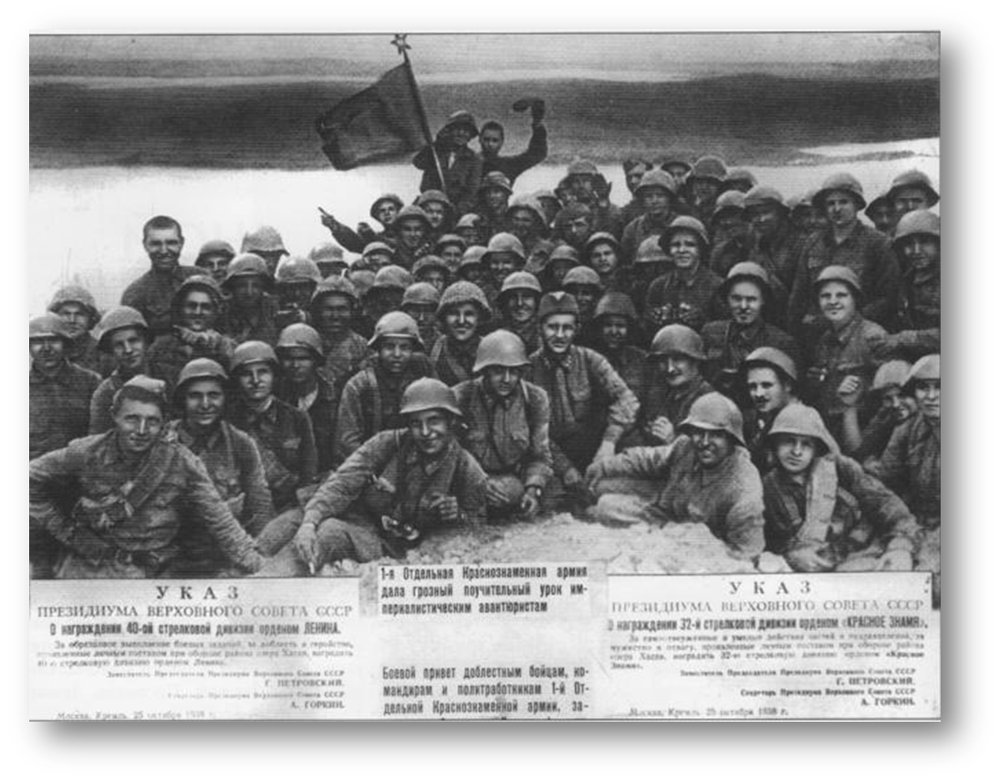 УКАЗ
ПРЕЗИДИУМА ВЕРХОВНОГО СОВЕТА СССР
О награждении 40-ой стрелковой дивизии орденом ЛЕНИНА.
За образцовое выполнение боевых заданий, за доблесть и геройство,
проявленные личным составом при обороне района озера Хасан, наградить
40-ю стрелковую дивизию орденом Ленина.
Заместитель Председателя Президиума Верховного Совета СССР
Г. ПЕТРОВСКИЙ.
Секретарь Президиума Верховного Совета СССР
А. ГОРКИН.
Москва, Кремль. 25 октября 1938 г.
1-я Отдельная Краснознаменная армия
дала грозный поучительный урок им-
периалистическим авантюристам
Боевой привет доблестным бойцам, ко-
мандирам и политработникам 1-й От-
дельной Краснознаменной армии, за-
УКАЗ
ПРЕЗИДИУМА ВЕРХОВНОГО СОВЕТА СССР
О награждении 32-й стрелковой дивизии орденом «КРАСНОЕ ЗНАМЯ».
За самоотверженные и умелые действия частей и подразделений, за
мужество и отвагу, проявленные личным составом при обороне района
озера Хасан, наградить 32-ю стрелковую дивизию орденом «Красное
Знамя».
Заместитель Председателя Президиума Верховного Совета СССР
Г. ПЕТРОВСКИЙ.
Секретарь Президиума Верховного Совета СССР
А. ГОРКИН.
Москва, Кремль. 25 октября 1938 г.